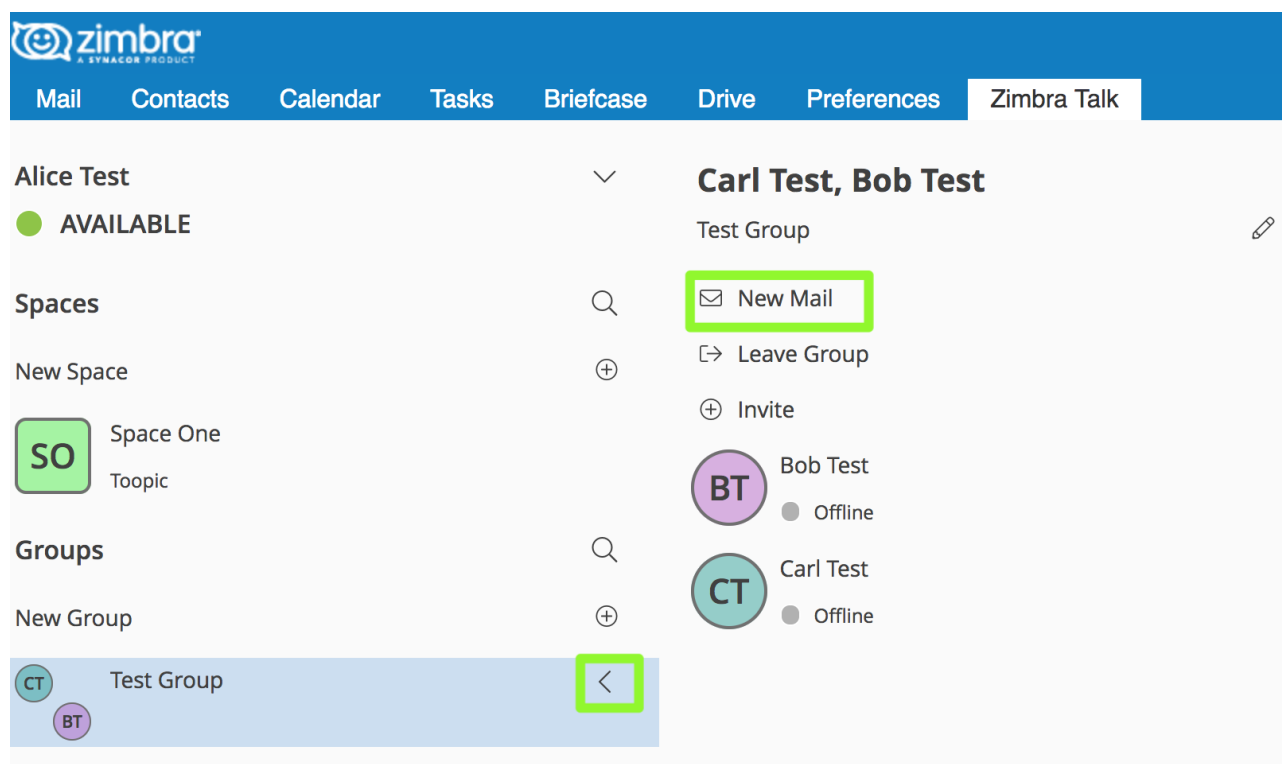 zimbra
A SYNACOR PRODUCT
Mail Contacts Calendar Tasks Briefcase Drive Preferences Zimbra Talk
Alice Test
AVAILABLE
Spaces
New Space
SO
Space One
Toopic
Groups
New Group
CT
Test Group
BT
Carl Test, Bob Test
Test Group
New Mail
Leave Group
Invite
BT
Bob Test
Offline
CT
Carl Test
Offline